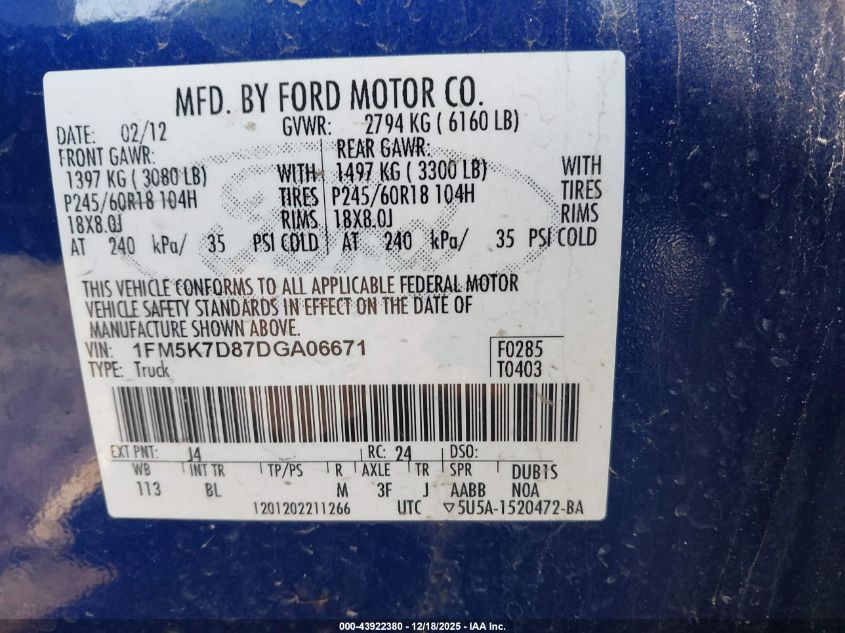 MFD. BY FORD MOTOR CO.
DATE: 02/12 GVWR: 2794 KG ( 6160 LB)
FRONT GAWR: REAR GAWR:
1397 KG ( 3080 LB) WITH 1497 KG ( 3300 LB) WITH
P245/60R18 104H TIRES P245/60R18 104H TIRES
18X8.0J RIMS 18X8.0J RIMS
AT 240 kPa/ 35 PSI COLD AT 240 kPa/ 35 PSI COLD
THIS VEHICLE CONFORMS TO ALL APPLICABLE FEDERAL MOTOR
VEHICLE SAFETY STANDARDS IN EFFECT ON THE DATE OF
MANUFACTURE SHOWN ABOVE.
VIN: 1FM5K7D87DGA06671 F0285
TYPE: Truck T0403
EXT PNT: J4 RC: 24 DSO:
WB INT TR TP/PS R AXLE TR SPR DUB1S
113 BL M 3F J AABB N0A
1201202211266 UTC ▽5U5A-1520472-BA
000-43922380 - 12/18/2025 - IAA Inc.